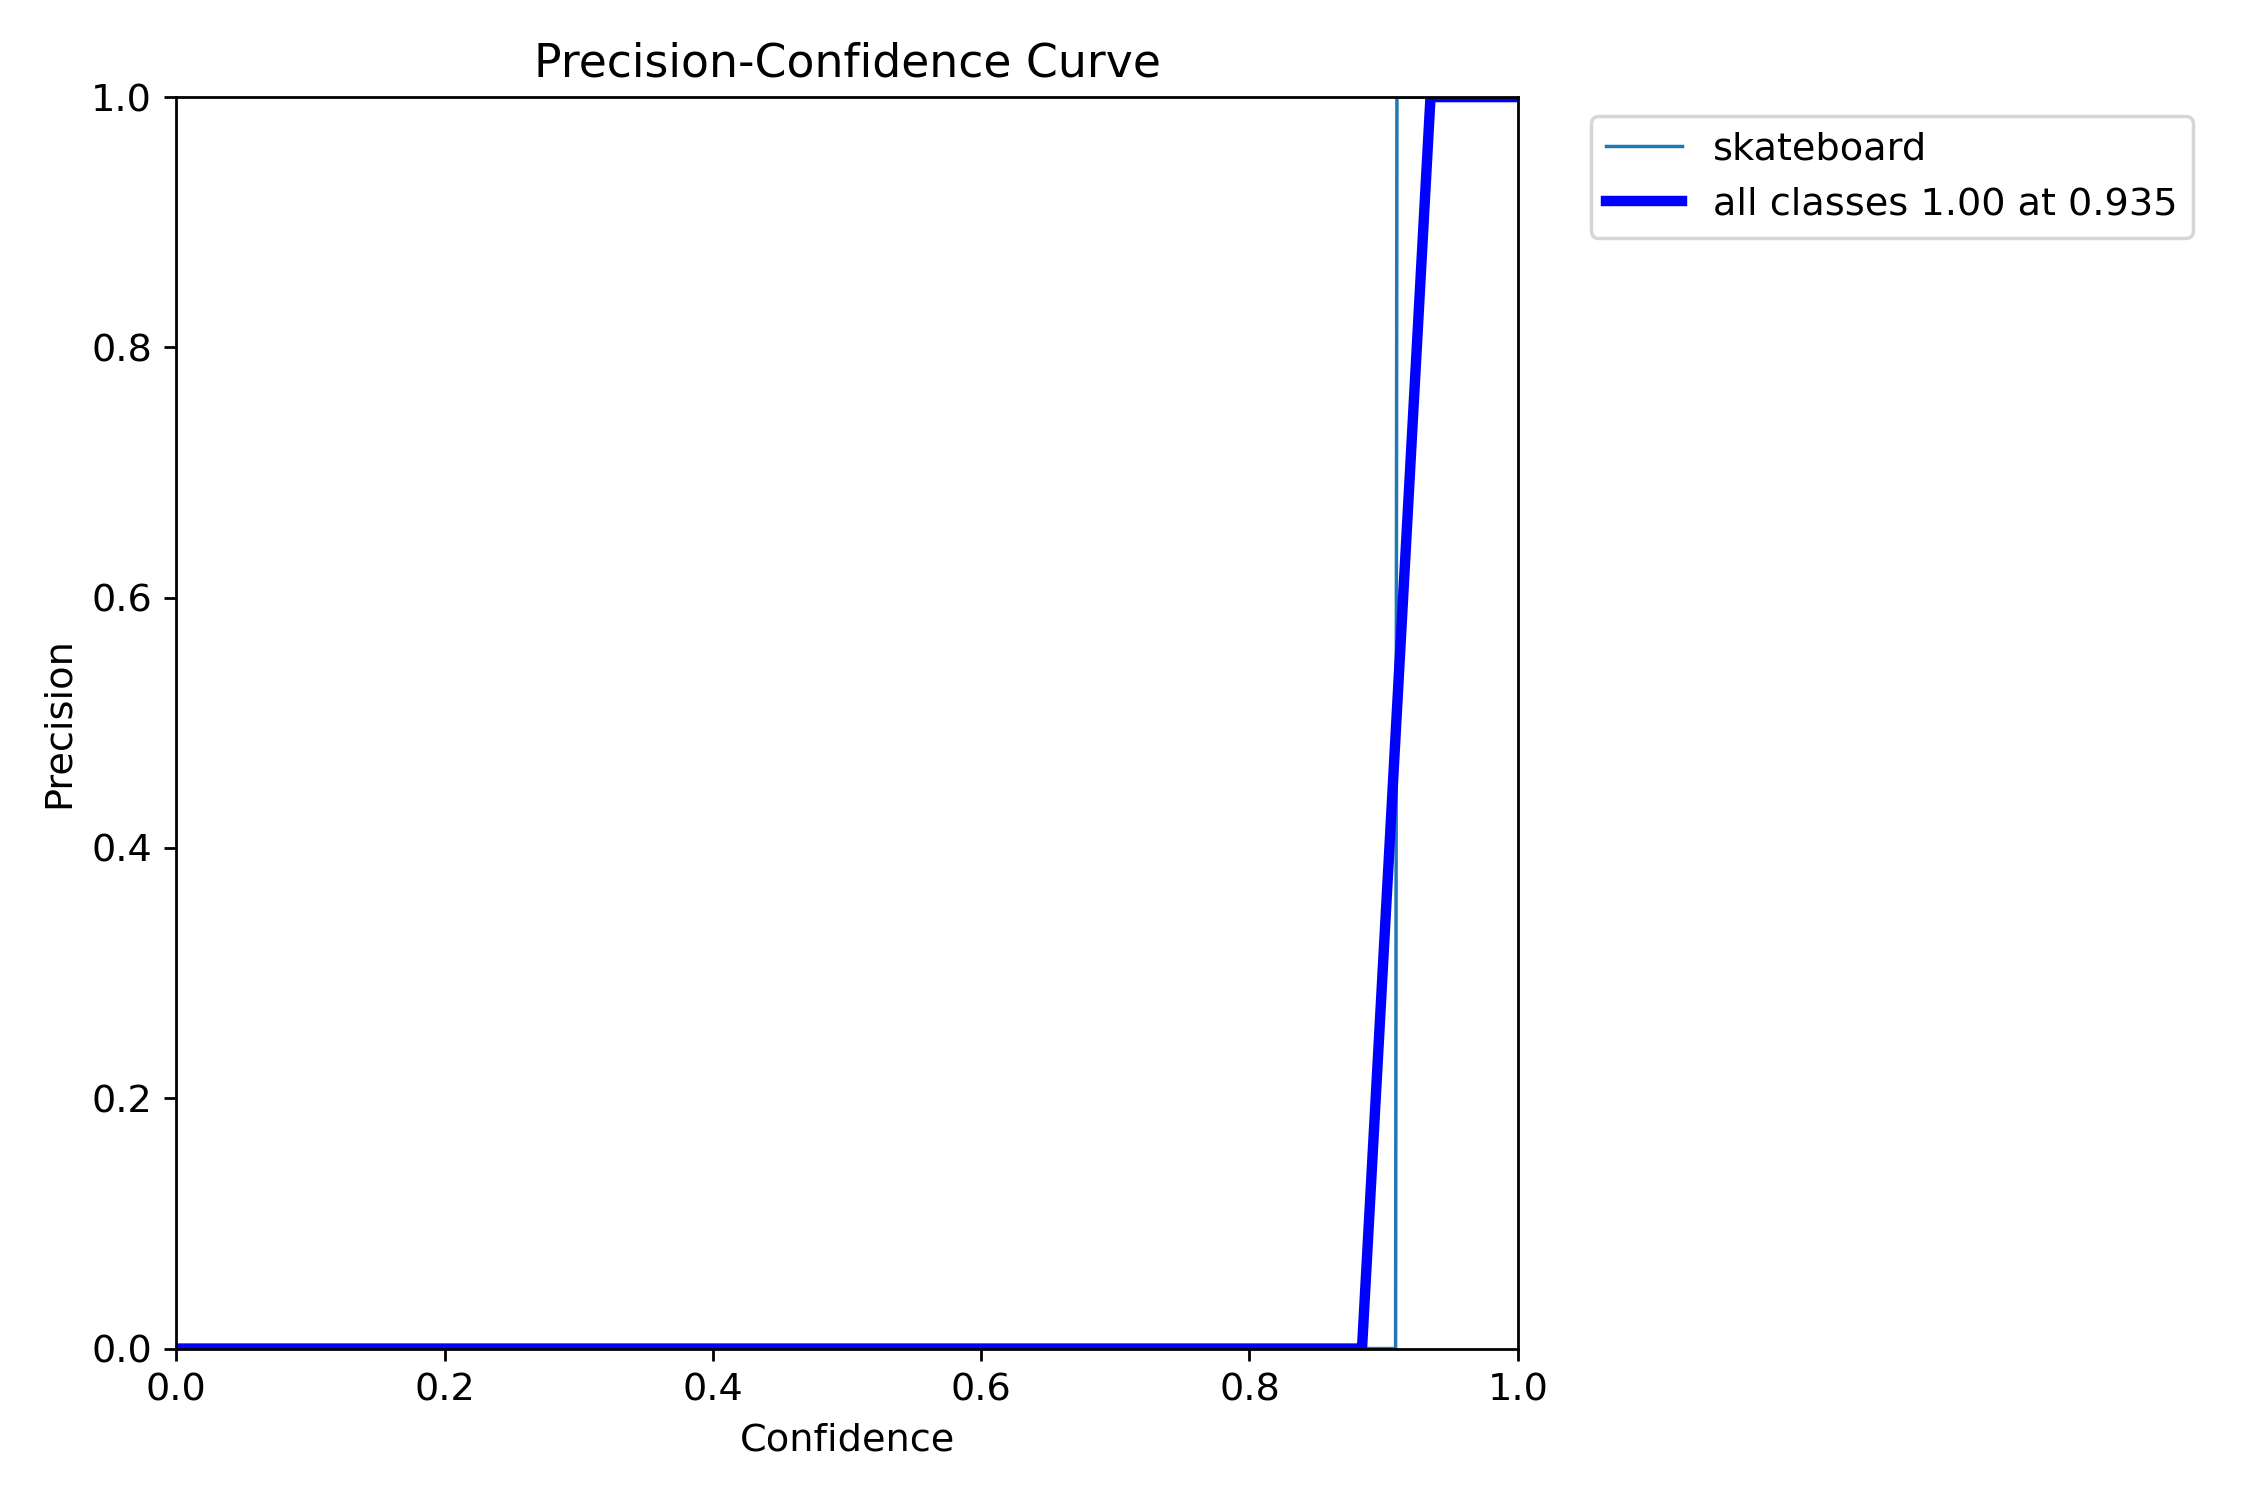 Precision-Confidence Curve
1.0
0.8
0.6
0.4
0.2
0.0
Precision
0.0 0.2 0.4 0.6 0.8 1.0
Confidence
skateboard
all classes 1.00 at 0.935